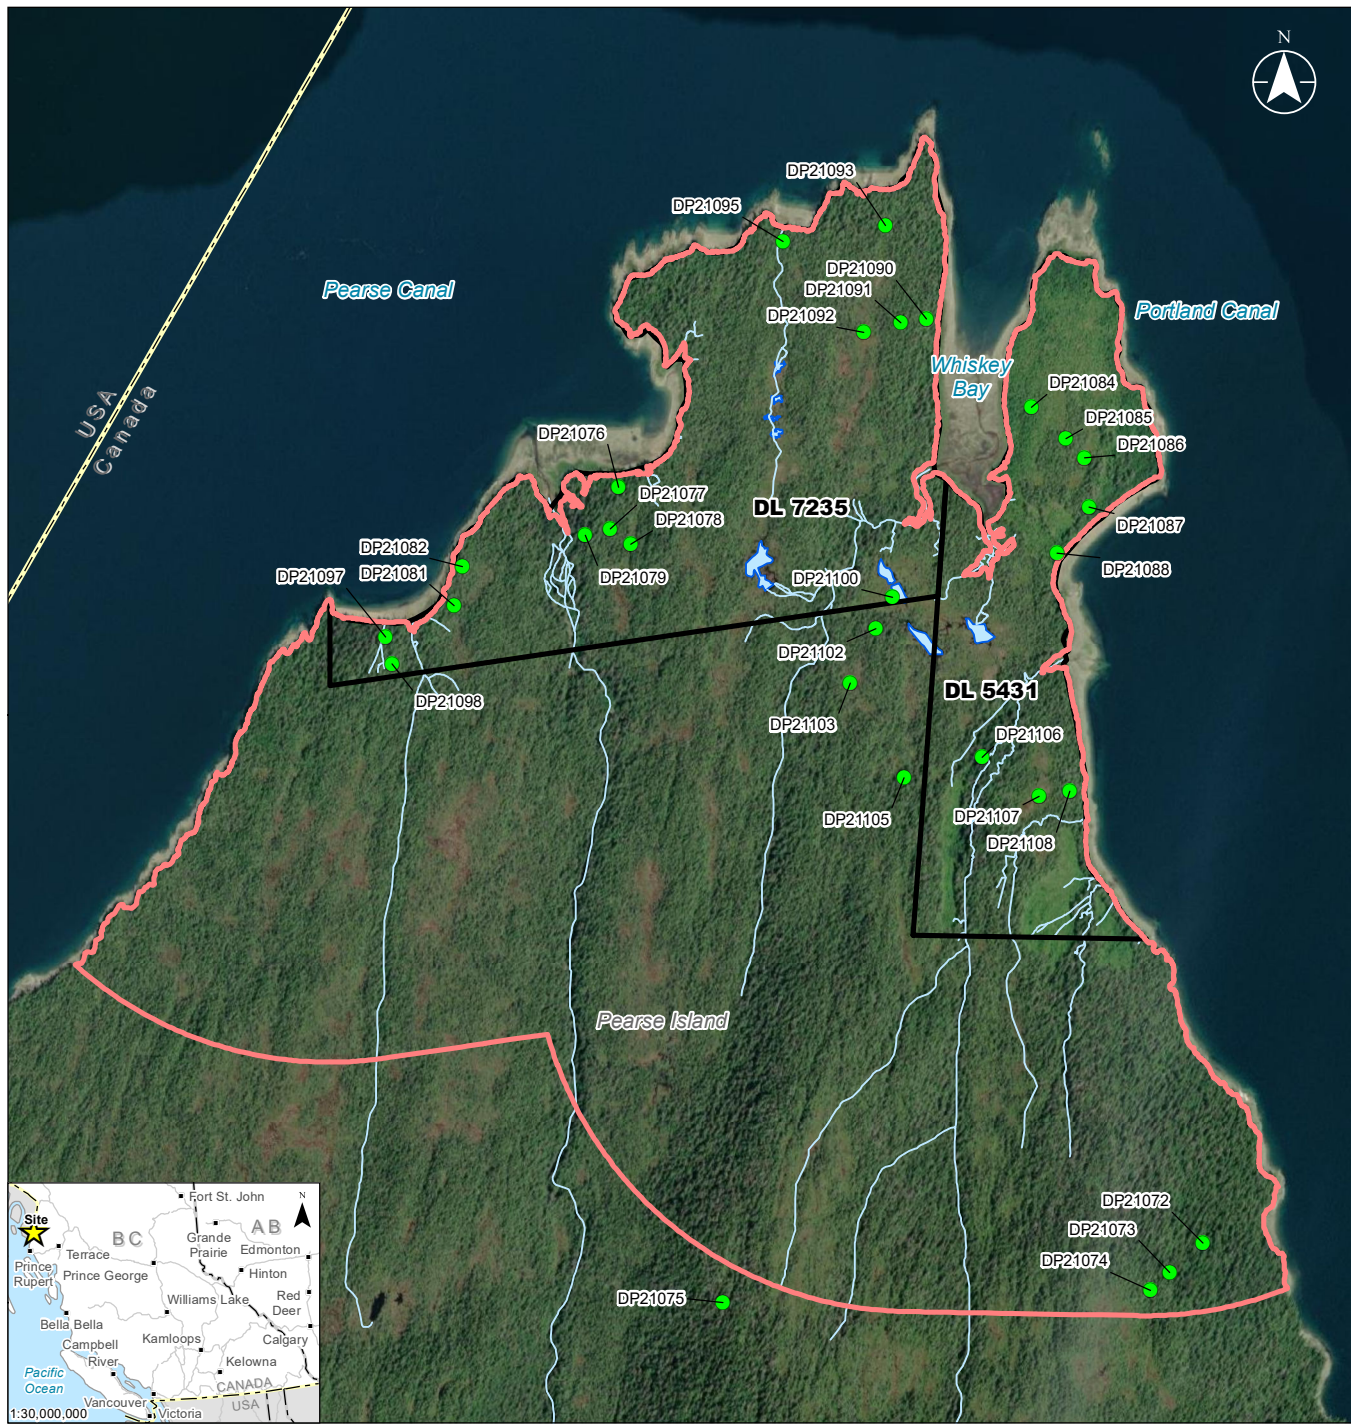 N
DP21093
DP21095
DP21090
DP21091
DP21092
Pearse Canal
Portland Canal
Whiskey
Bay
USA
Canada
DP21084
DP21085
DP21086
DP21087
DP21088
DP21076
DP21077
DP21078
DP21079
DL 7235
DP21082
DP21081
DP21097
DP21098
DP21100
DP21102
DP21103
DL 5431
DP21106
DP21105
DP21107
DP21108
Pearse Island
DP21072
DP21073
DP21074
DP21075
N
Fort St. John
Site
BC
AB
Grande
Prairie
Edmonton
Terrace
Prince
Rupert
Prince George
Hinton
Williams Lake
Red
Deer
Bella Bella
Campbell
River
Kamloops
Calgary
Kelowna
Pacific
Ocean
CANADA
USA
Vancouver
Victoria
1:30,000,000